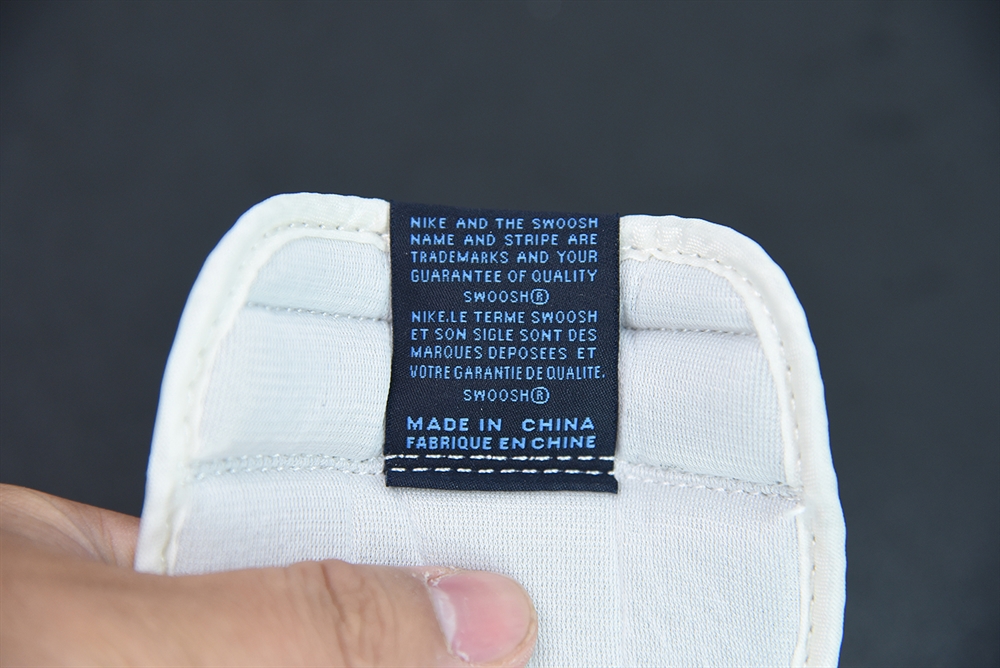 NIKE AND THE SWOOSH
NAME AND STRIPE ARE
TRADEMARKS AND YOUR
GUARANTEE OF QUALITY
SWOOSH®
NIKE.LE TERME SWOOSH
ET SON SIGLE SONT DES
MARQUES DEPOSEES ET
VOTRE GARANTIE DE QUALITE.
SWOOSH®
MADE IN CHINA
FABRIQUE EN CHINE